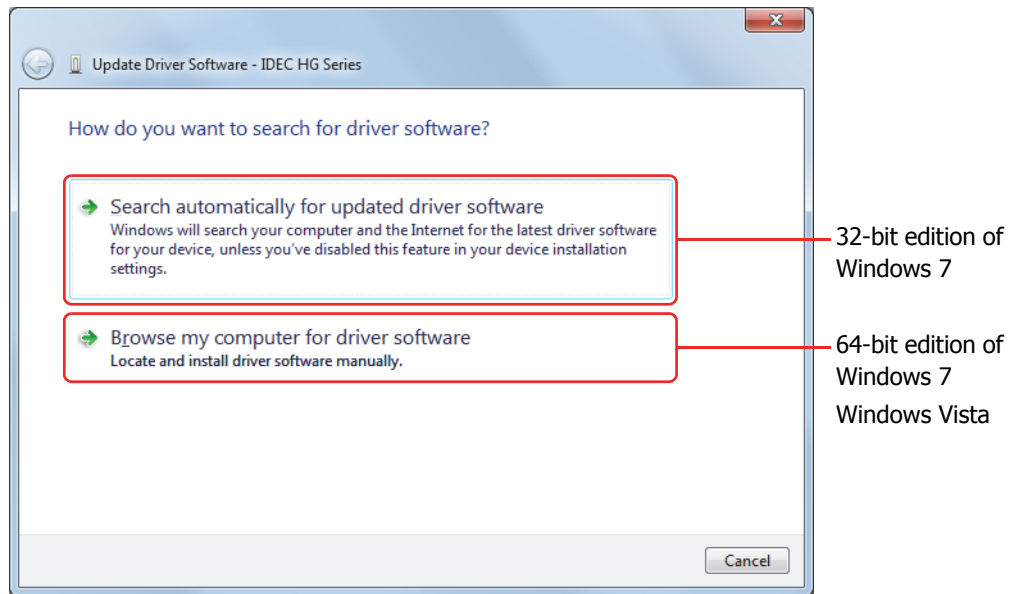 x
Update Driver Software - IDEC HG Series
How do you want to search for driver software?
Search automatically for updated driver software
Windows will search your computer and the Internet for the latest driver software
for your device, unless you've disabled this feature in your device installation
settings.
32-bit edition of
Windows 7
Browse my computer for driver software
Locate and install driver software manually.
64-bit edition of
Windows 7
Windows Vista
Cancel